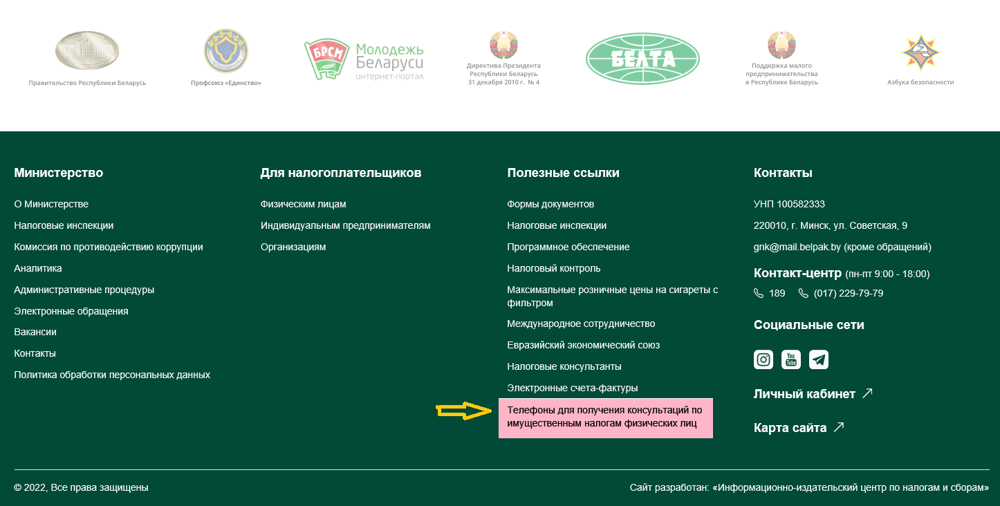 Правительство Республики Беларусь
Профсоюз «Единство»
БРСМ
Молодежь
Беларуси
интернет-портал
Директива Президента
Республики Беларусь
31 декабря 2010 г. № 4
БЕЛТА
Поддержка малого
предпринимательства
в Республике Беларусь
Азбука безопасности
Министерство
О Министерстве
Налоговые инспекции
Комиссия по противодействию коррупции
Аналитика
Административные процедуры
Электронные обращения
Вакансии
Контакты
Политика обработки персональных данных
Для налогоплательщиков
Физическим лицам
Индивидуальным предпринимателям
Организациям
Полезные ссылки
Формы документов
Налоговые инспекции
Программное обеспечение
Налоговый контроль
Максимальные розничные цены на сигареты с
фильтром
Международное сотрудничество
Евразийский экономический союз
Налоговые консультанты
Электронные счета-фактуры
Телефоны для получения консультаций по
имущественным налогам физических лиц
Контакты
УНП 100582333
220010, г. Минск, ул. Советская, 9
gnk@mail.belpak.by (кроме обращений)
Контакт-центр (пн-пт 9:00 - 18:00)
189 (017) 229-79-79
Социальные сети
You
Tube
Личный кабинет
Карта сайта
© 2022, Все права защищены
Сайт разработан: «Информационно-издательский центр по налогам и сборам»